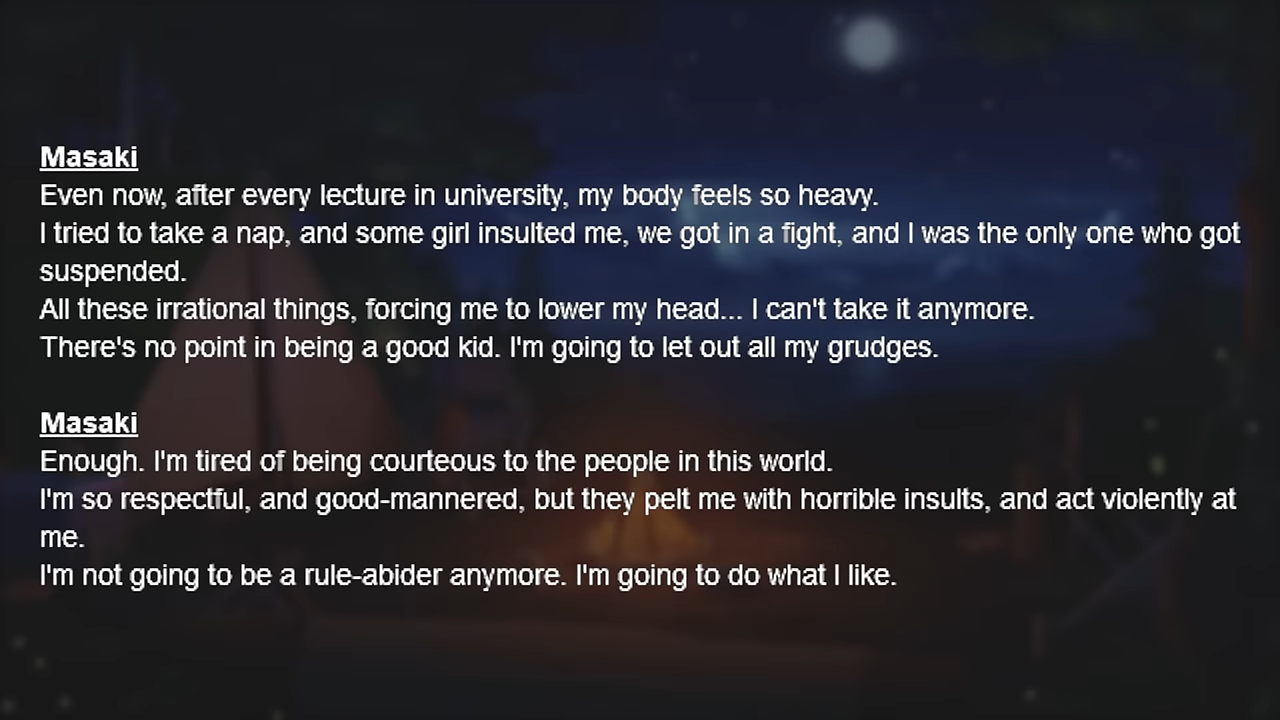 Masaki
Even now, after every lecture in university, my body feels so heavy.
I tried to take a nap, and some girl insulted me, we got in a fight, and I was the only one who got
suspended.
All these irrational things, forcing me to lower my head... I can't take it anymore.
There's no point in being a good kid. I'm going to let out all my grudges.
Masaki
Enough. I'm tired of being courteous to the people in this world.
I'm so respectful, and good-mannered, but they pelt me with horrible insults, and act violently at
me.
I'm not going to be a rule-abider anymore. I'm going to do what I like.